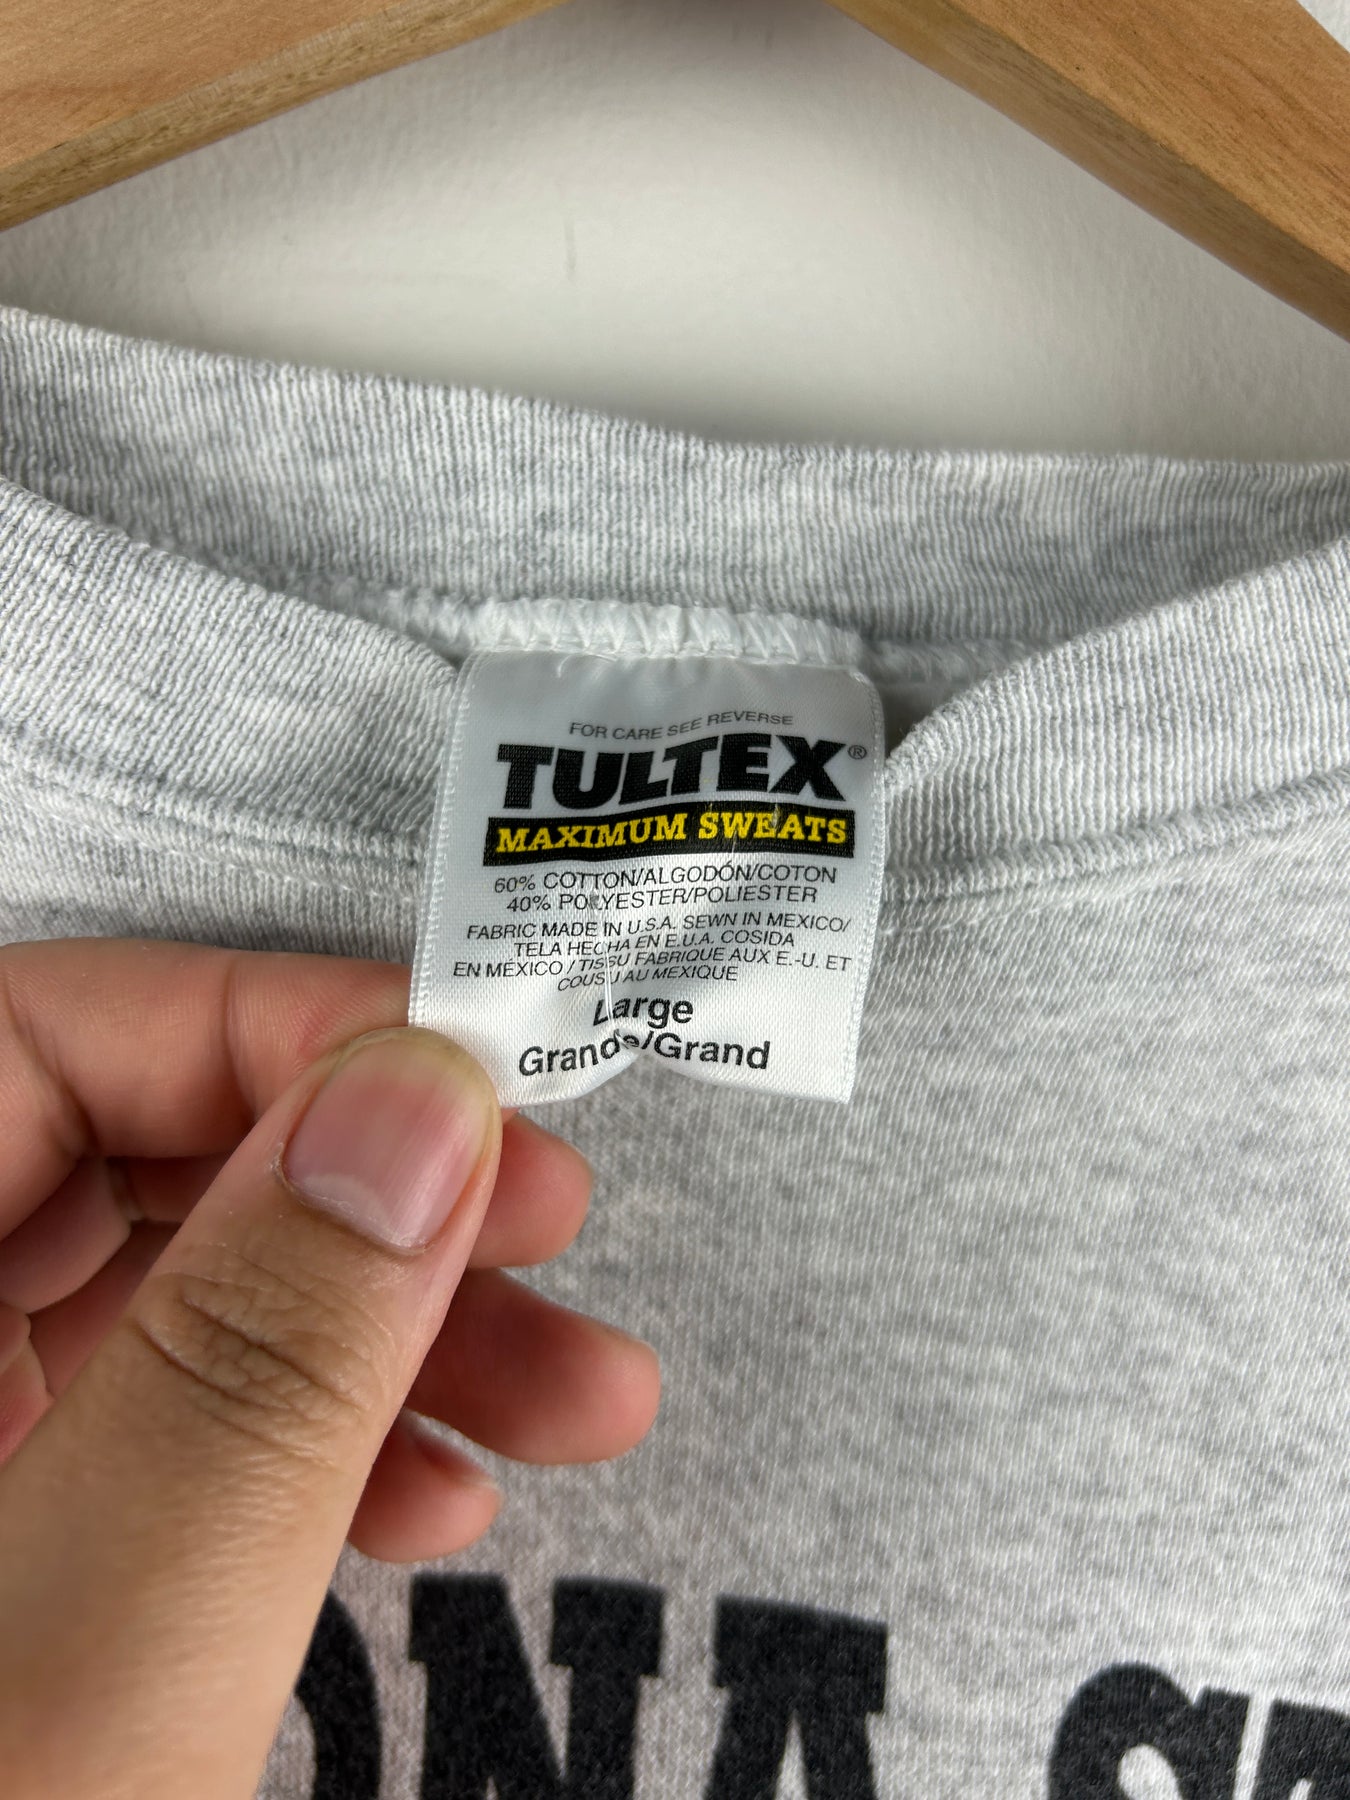 FOR CARE SEE REVERSE
TULTEX®
MAXIMUM SWEATS
60% COTTON/ALGODÓN/COTON
40% POLYESTER/POLIESTER
FABRIC MADE IN U.S.A. SEWN IN MEXICO/
TELA HECHA EN E.U.A. COSIDA
EN MÉXICO / TISSU FABRIQUE AUX E.-U. ET
COUSU AU MEXIQUE
Large
Grande/Grand